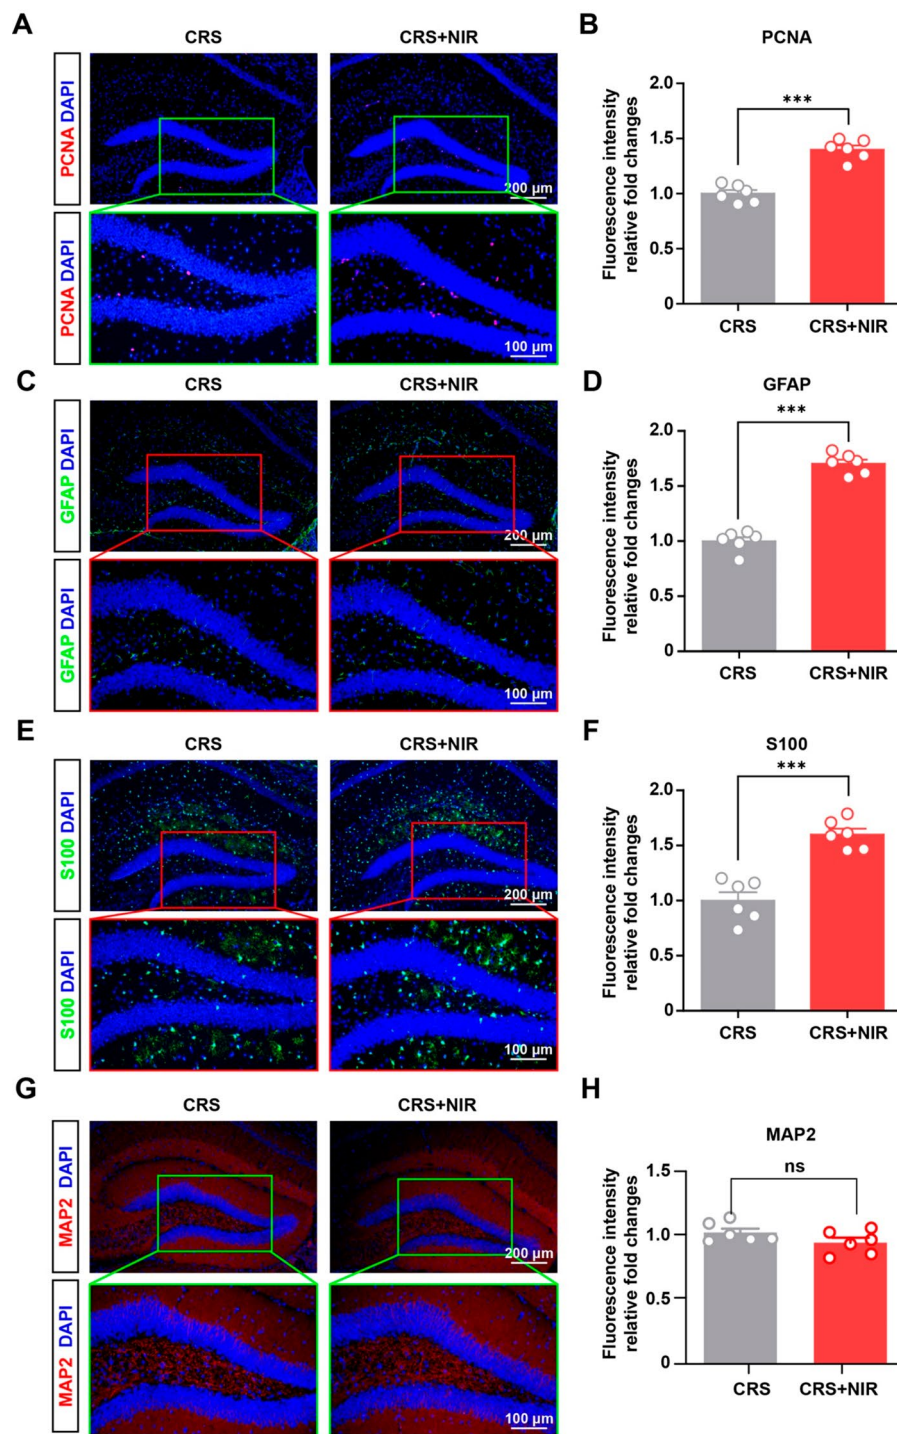 A
CRS
CRS+NIR
PCNA DAPI
200 µm
PCNA DAPI
100 µm
B
PCNA
Fluorescence intensity
relative fold changes
2.0
1.5
1.0
0.5
0
***
CRS
CRS+NIR
C
CRS
CRS+NIR
GFAP DAPI
200 µm
GFAP DAPI
100 µm
D
GFAP
Fluorescence intensity
relative fold changes
2.0
1.5
1.0
0.5
0
***
CRS
CRS+NIR
E
CRS
CRS+NIR
S100 DAPI
200 µm
S100 DAPI
100 µm
F
S100
Fluorescence intensity
relative fold changes
2.0
1.5
1.0
0.5
0
***
CRS
CRS+NIR
G
CRS
CRS+NIR
MAP2 DAPI
200 µm
MAP2 DAPI
100 µm
H
MAP2
Fluorescence intensity
relative fold changes
1.5
1.0
0.5
0
ns
CRS
CRS+NIR